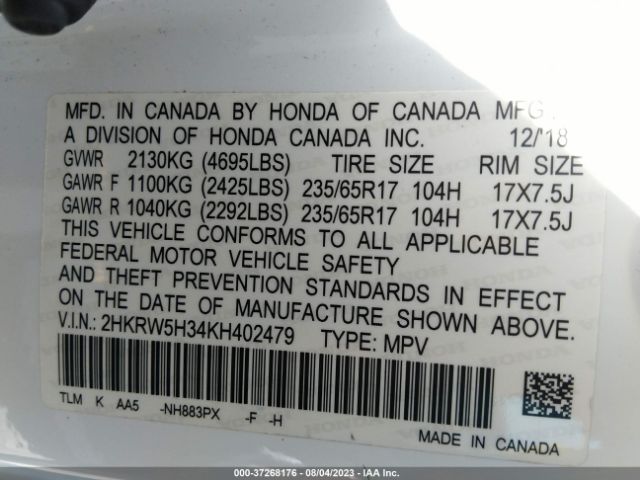 MFD. IN CANADA BY HONDA OF CANADA MFG.,
A DIVISION OF HONDA CANADA INC. 12/'18
GVWR 2130KG (4695LBS) TIRE SIZE RIM SIZE
GAWR F 1100KG (2425LBS) 235/65R17 104H 17X7.5J
GAWR R 1040KG (2292LBS) 235/65R17 104H 17X7.5J
THIS VEHICLE CONFORMS TO ALL APPLICABLE
FEDERAL MOTOR VEHICLE SAFETY
AND THEFT PREVENTION STANDARDS IN EFFECT
ON THE DATE OF MANUFACTURE SHOWN ABOVE.
V.I.N.: 2HKRW5H34KH402479 TYPE: MPV
TLM K AA5 -NH883PX -F -H
MADE IN CANADA
000-37268176 - 08/04/2023 - IAA Inc.